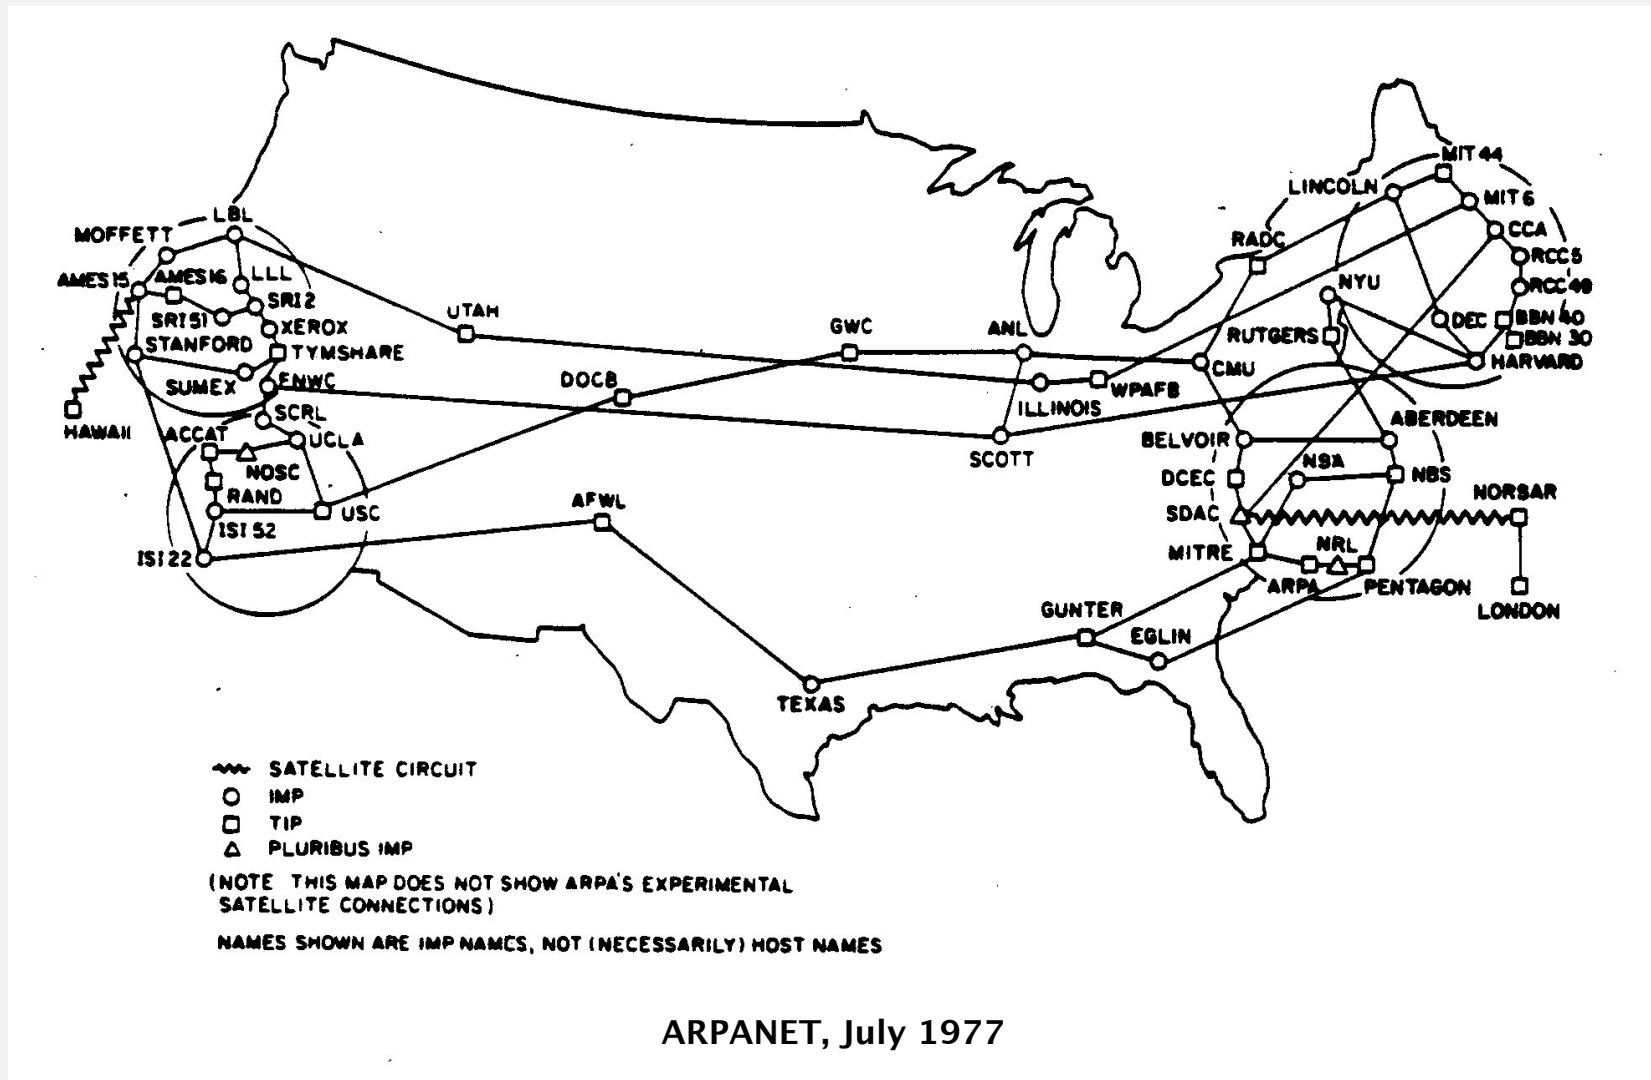 MIT 44
LINCOLN
MIT 6
LBL
MOFFETT
CCA
RADC
RCC 5
AMES 15
AMES 16
LLL
NYU
RCC 49
SRI 2
UTAH
SRI 51
XEROX
GWC
ANL
DEC
BBN 40
RUTGERS
BBN 30
STANFORD
TYMSHARE
HARVARD
CMU
SUMEX
FNWC
DOCB
WPAFB
ILLINOIS
SCRL
ABERDEEN
HAWAII
ACCAT
UCLA
BELVOIR
SCOTT
NSA
NOSC
DCEC
NBS
RAND
NORSAR
AFWL
USC
SDAC
ISI 52
ISI 22
MITRE
NRL
ARPA
PENTAGON
GUNTER
LONDON
EGLIN
TEXAS
SATELLITE CIRCUIT
IMP
TIP
PLURIBUS IMP
(NOTE THIS MAP DOES NOT SHOW ARPA'S EXPERIMENTAL
SATELLITE CONNECTIONS)
NAMES SHOWN ARE IMP NAMES, NOT (NECESSARILY) HOST NAMES
ARPANET, July 1977